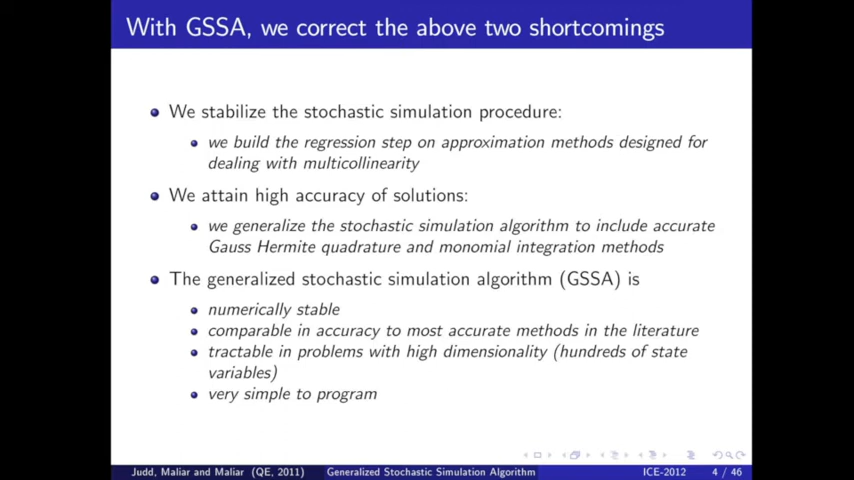 With GSSA, we correct the above two shortcomings
We stabilize the stochastic simulation procedure:
we build the regression step on approximation methods designed for
dealing with multicollinearity
We attain high accuracy of solutions:
we generalize the stochastic simulation algorithm to include accurate
Gauss Hermite quadrature and monomial integration methods
The generalized stochastic simulation algorithm (GSSA) is
numerically stable
comparable in accuracy to most accurate methods in the literature
tractable in problems with high dimensionality (hundreds of state
variables)
very simple to program
Judd, Maliar and Maliar (QE, 2011) Generalized Stochastic Simulation Algorithm ICE-2012 4 / 46